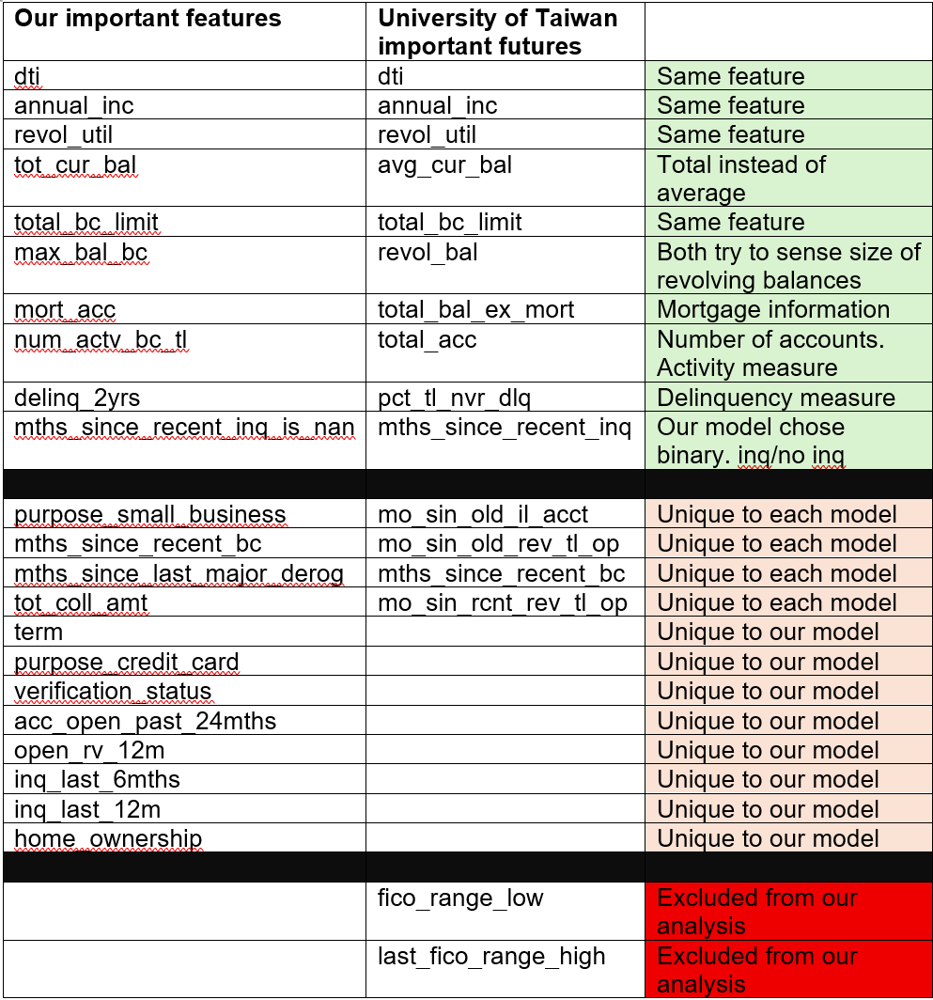 Our important features
University of Taiwan
important futures
dti
dti
Same feature
annual_inc
annual_inc
Same feature
revol_util
revol_util
Same feature
tot_cur_bal
avg_cur_bal
Total instead of
average
total_bc_limit
total_bc_limit
Same feature
max_bal_bc
revol_bal
Both try to sense size of
revolving balances
mort_acc
total_bal_ex_mort
Mortgage information
num_actv_bc_tl
total_acc
Number of accounts.
Activity measure
delinq_2yrs
pct_tl_nvr_dlq
Delinquency measure
mths_since_recent_inq_is_nan
mths_since_recent_inq
Our model chose
binary. inq/no inq
purpose_small_business
mo_sin_old_il_acct
Unique to each model
mths_since_recent_bc
mo_sin_old_rev_tl_op
Unique to each model
mths_since_last_major_derog
mths_since_recent_bc
Unique to each model
tot_coll_amt
mo_sin_rcnt_rev_tl_op
Unique to each model
term
Unique to our model
purpose_credit_card
Unique to our model
verification_status
Unique to our model
acc_open_past_24mths
Unique to our model
open_rv_12m
Unique to our model
inq_last_6mths
Unique to our model
inq_last_12m
Unique to our model
home_ownership
Unique to our model
fico_range_low
Excluded from our
analysis
last_fico_range_high
Excluded from our
analysis